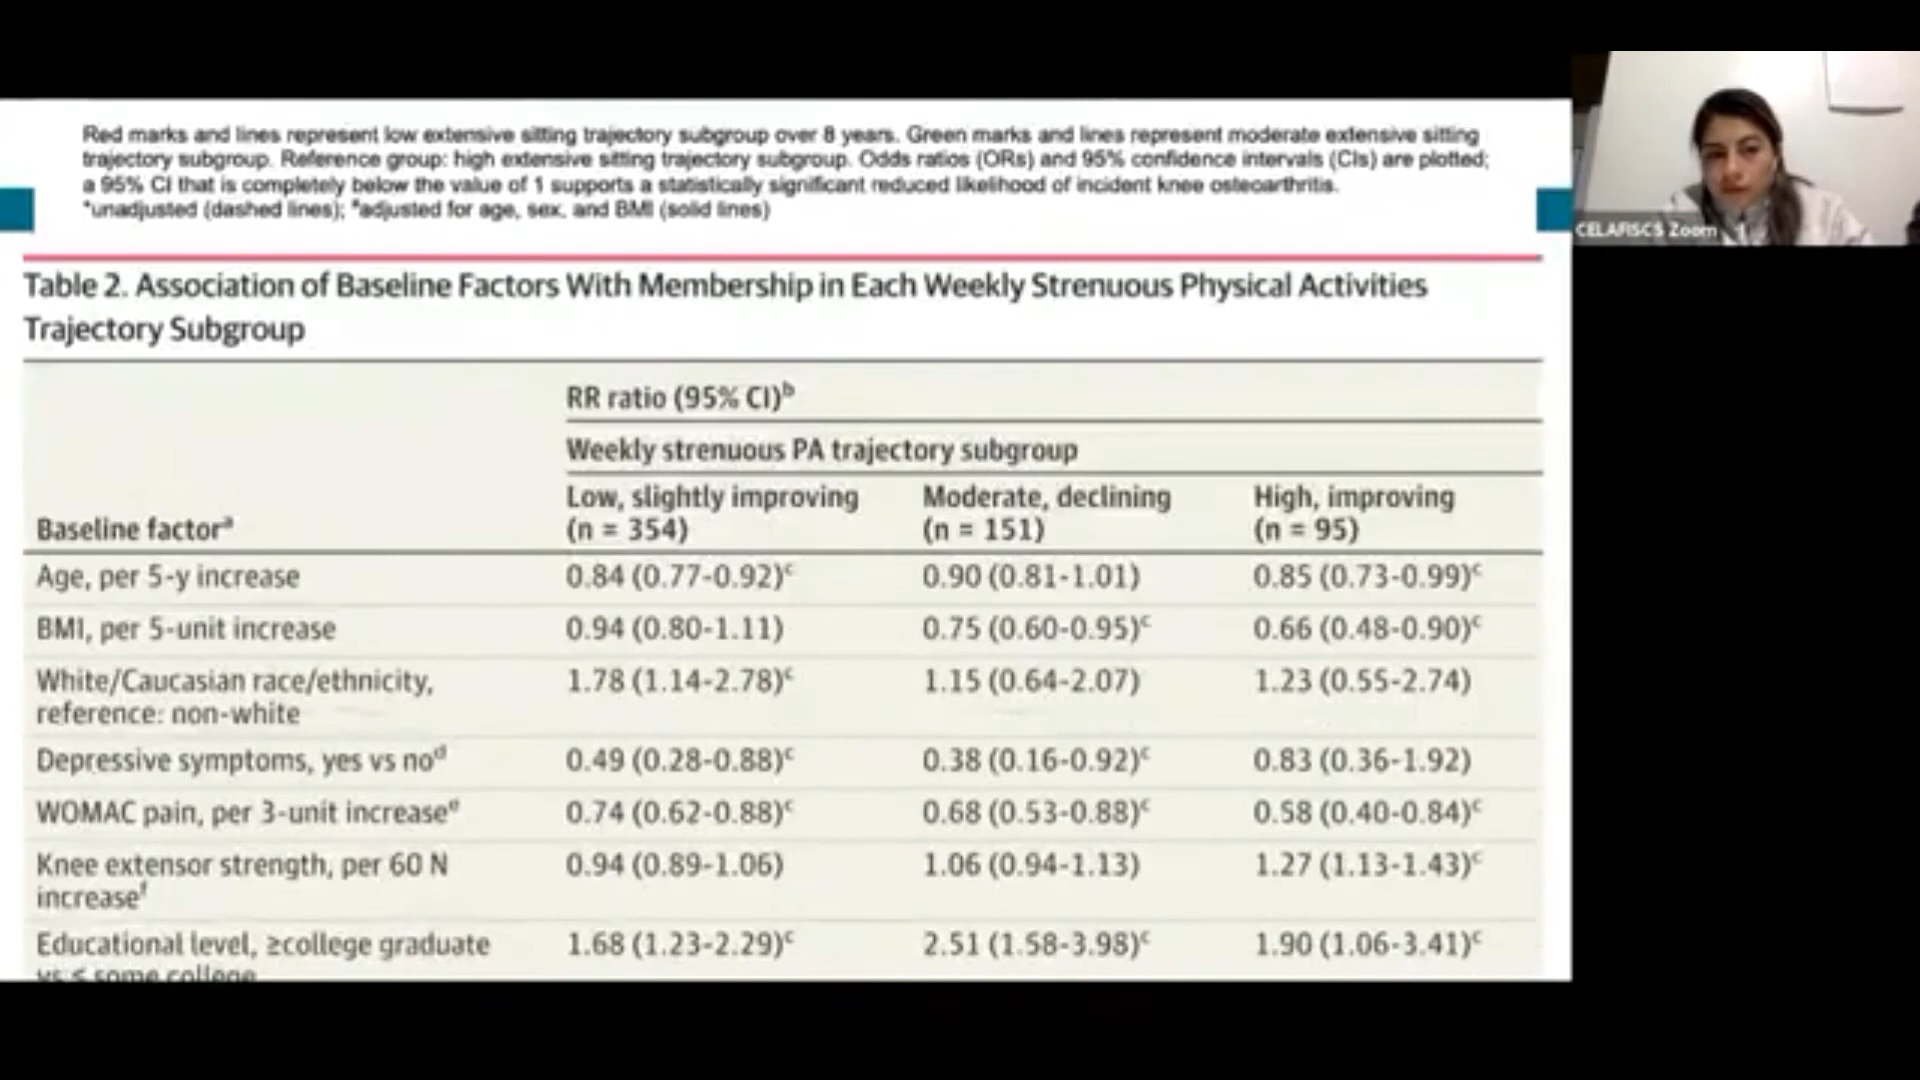 Red marks and lines represent low extensive sitting trajectory subgroup over 8 years. Green marks and lines represent moderate extensive sitting
trajectory subgroup. Reference group: high extensive sitting trajectory subgroup. Odds ratios (ORs) and 95% confidence intervals (CIs) are plotted;
a 95% CI that is completely below the value of 1 supports a statistically significant reduced likelihood of incident knee osteoarthritis.
*unadjusted (dashed lines); #adjusted for age, sex, and BMI (solid lines)
CELAFISCS Zoom
Table 2. Association of Baseline Factors With Membership in Each Weekly Strenuous Physical Activities
Trajectory Subgroup
RR ratio (95% CI)b
Weekly strenuous PA trajectory subgroup
Baseline factora Low, slightly improving (n = 354) Moderate, declining (n = 151) High, improving (n = 95)
Age, per 5-y increase 0.84 (0.77-0.92)c 0.90 (0.81-1.01) 0.85 (0.73-0.99)c
BMI, per 5-unit increase 0.94 (0.80-1.11) 0.75 (0.60-0.95)c 0.66 (0.48-0.90)c
White/Caucasian race/ethnicity, 1.78 (1.14-2.78)c 1.15 (0.64-2.07) 1.23 (0.55-2.74)
reference: non-white
Depressive symptoms, yes vs nod 0.49 (0.28-0.88)c 0.38 (0.16-0.92)c 0.83 (0.36-1.92)
WOMAC pain, per 3-unit increasee 0.74 (0.62-0.88)c 0.68 (0.53-0.88)c 0.58 (0.40-0.84)c
Knee extensor strength, per 60 N 0.94 (0.89-1.06) 1.06 (0.94-1.13) 1.27 (1.13-1.43)c
increasef
Educational level, ≥college graduate 1.68 (1.23-2.29)c 2.51 (1.58-3.98)c 1.90 (1.06-3.41)c
vs ≤ some college